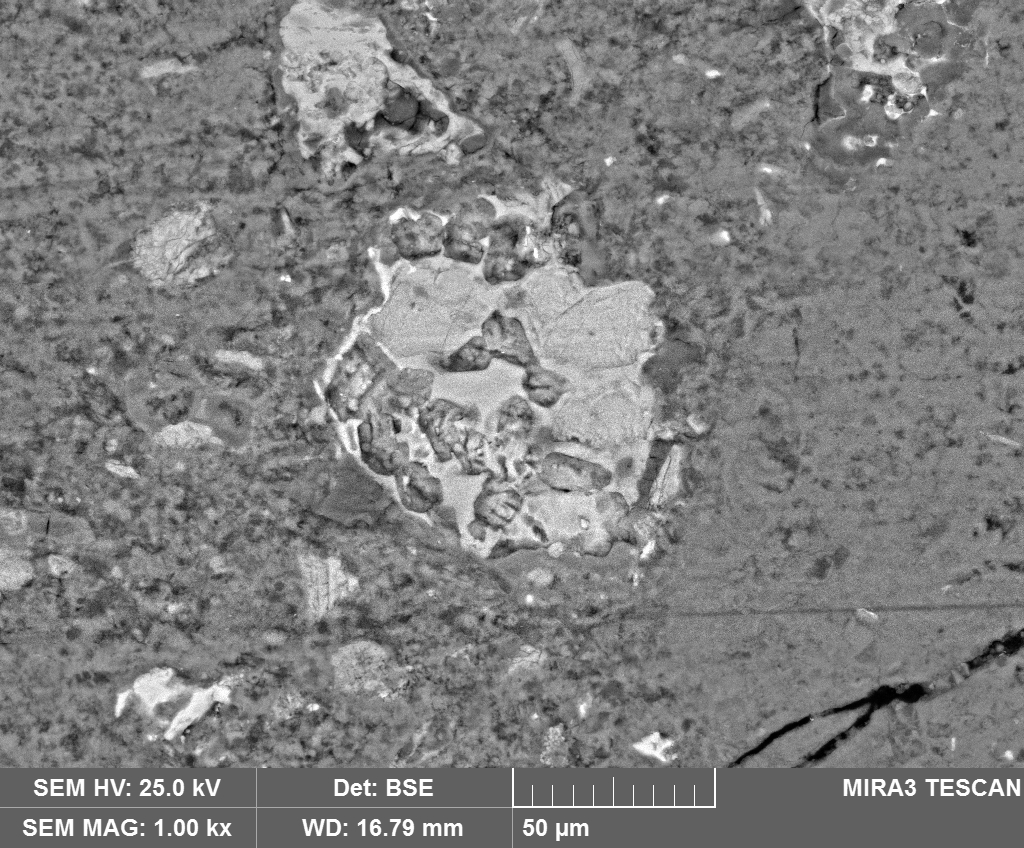 SEM HV: 25.0 kV Det: BSE MIRA3 TESCAN
SEM MAG: 1.00 kx WD: 16.79 mm 50 µm